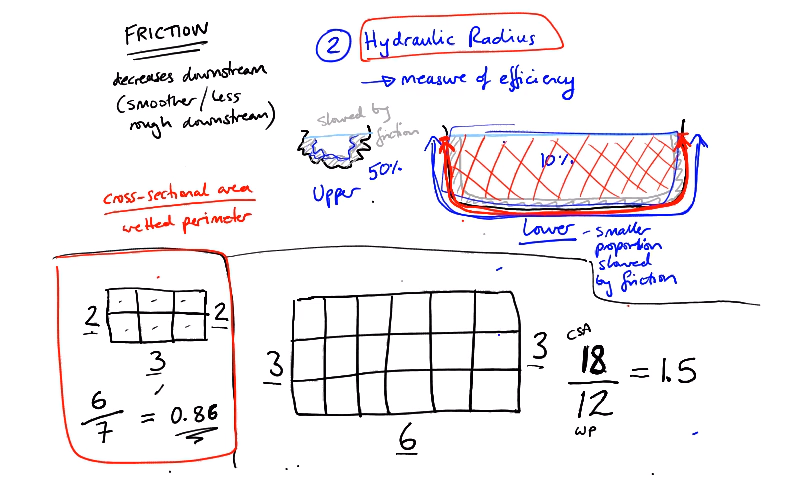 FRICTION
decreases downstream
(smoother/less
rough downstream)
2 Hydraulic Radius
→ measure of efficiency
slowed by
friction
50%
Upper
10%
Lower - smaller
proportion
slowed
by friction
cross-sectional area
wetted perimeter
2 2
3
6/7 = 0.86
3 3
6
CSA
18/12 = 1.5
WP